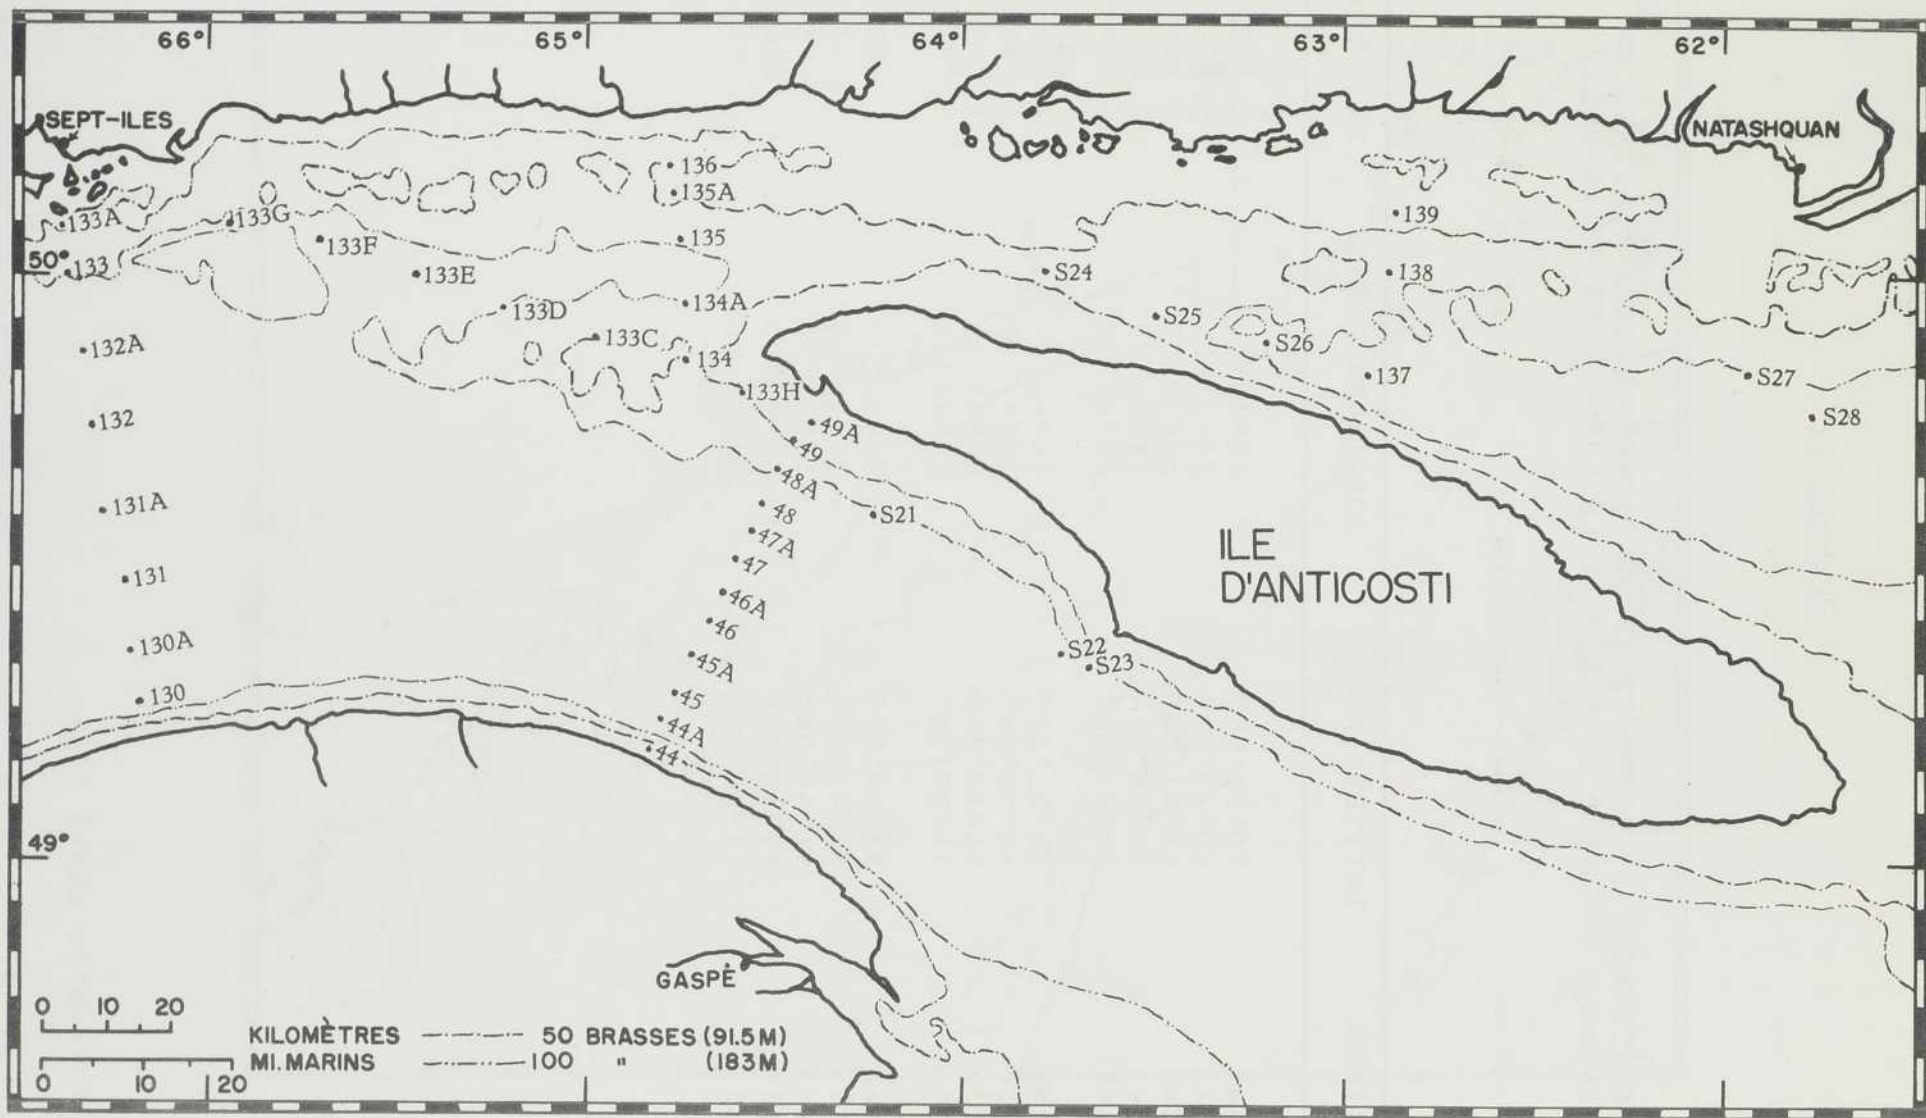 66° 65° 64° 63° 62°
SEPT-ILES
NATASHQUAN
136
135A
133A
133G
139
133F
135
50°
133
133E
S24
138
133D
134A
S25
133C
S26
132A
134
137
S27
133H
132
49A
S28
49
48A
131A
48
S21
47A
ILE
D'ANTICOSTI
47
131
46A
46
130A
45A
S22
S23
130
45
44A
44
49°
GASPÈ
0 10 20
KILOMÈTRES 50 BRASSES (91.5M)
MI. MARINS 100 " (183M)
0 10 20